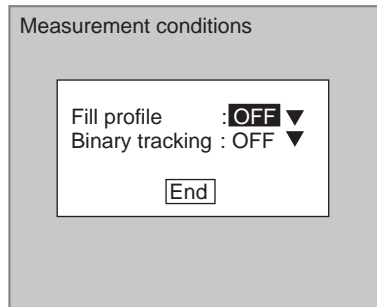 Measurement conditions
Fill profile : OFF ▼
Binary tracking : OFF ▼
End